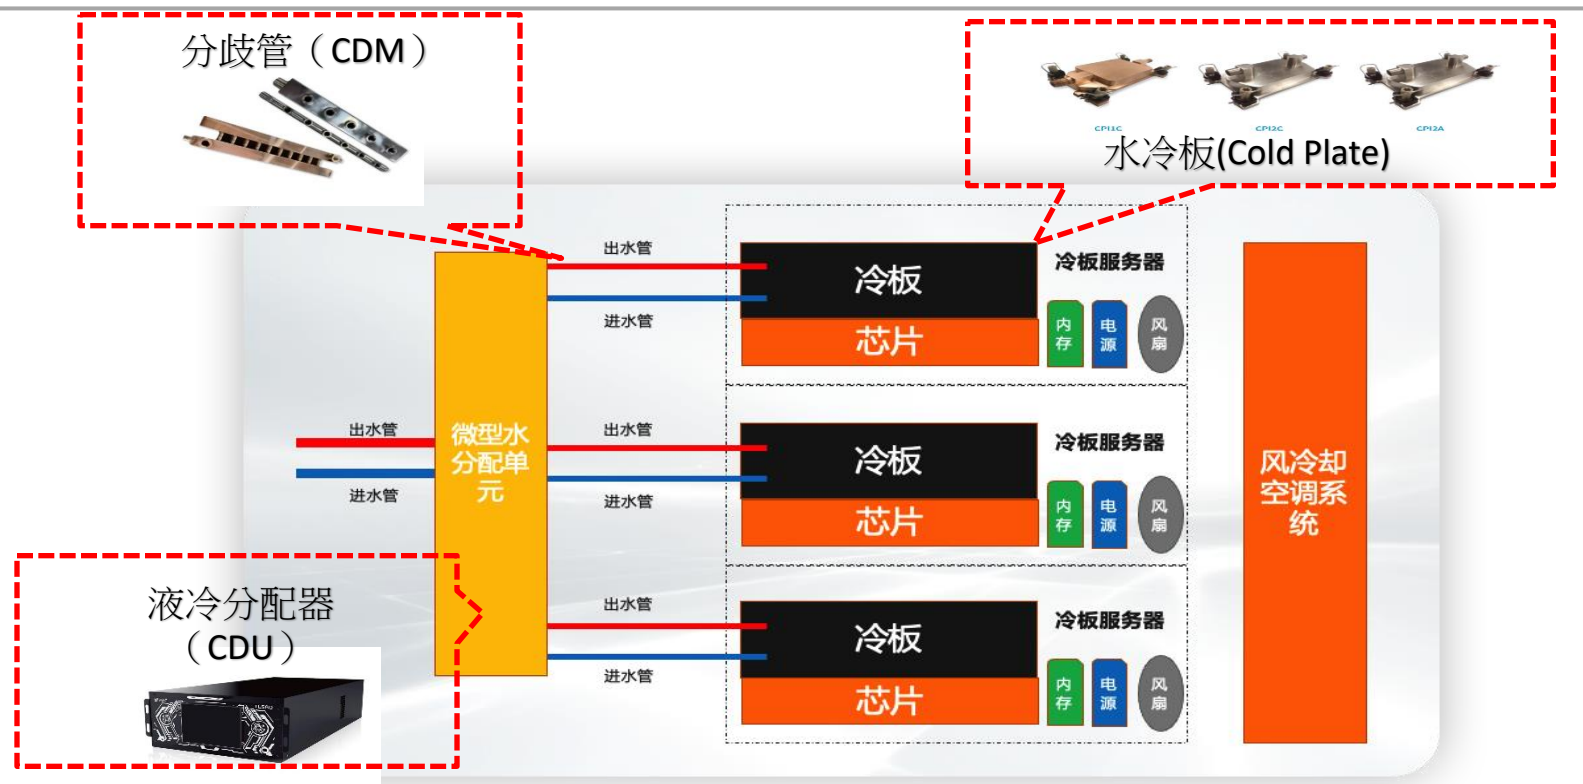 分歧管（CDM）
CPI1C
CPI2C
CPI2A
水冷板(Cold Plate)
出水管
进水管
冷板
芯片
冷板服务器
内存
电源
风扇
出水管
进水管
微型水
分配单
元
出水管
进水管
冷板
芯片
冷板服务器
内存
电源
风扇
风冷却
空调系
统
液冷分配器
（CDU）
出水管
进水管
冷板
芯片
冷板服务器
内存
电源
风扇